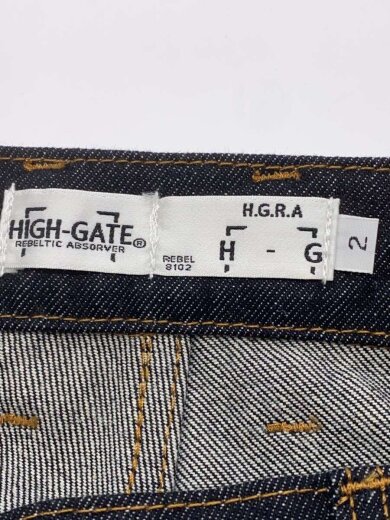 HIGH-GATE®
REBELTIC ABSORVER
H.G.R.A
H - G
REBEL
8102
2